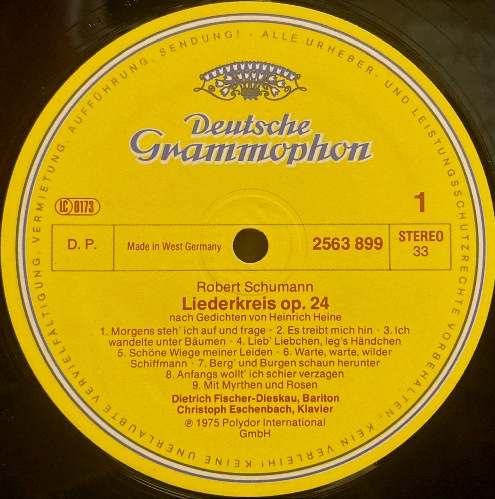 ALLE URHEBER- UND LEISTUNGSSCHUTZRECHTE VORBEHALTEN · KEIN VERLEIH! KEINE UNERLAUBTE VERVIELFÄLTIGUNG, VERMIETUNG, AUFFÜHRUNG, SENDUNG! ·
Deutsche
Grammophon
LC 0173
1
D. P.
Made in West Germany
2563 899
STEREO
33
Robert Schumann
Liederkreis op. 24
nach Gedichten von Heinrich Heine
1. Morgens steh' ich auf und frage · 2. Es treibt mich hin · 3. Ich
wandelte unter Bäumen · 4. Lieb' Liebchen, leg's Händchen
5. Schöne Wiege meiner Leiden · 6. Warte, warte, wilder
Schiffmann · 7. Berg' und Burgen schaun herunter
8. Anfangs wollt' ich schier verzagen
9. Mit Myrthen und Rosen
Dietrich Fischer-Dieskau, Bariton
Christoph Eschenbach, Klavier
℗ 1975 Polydor International
GmbH